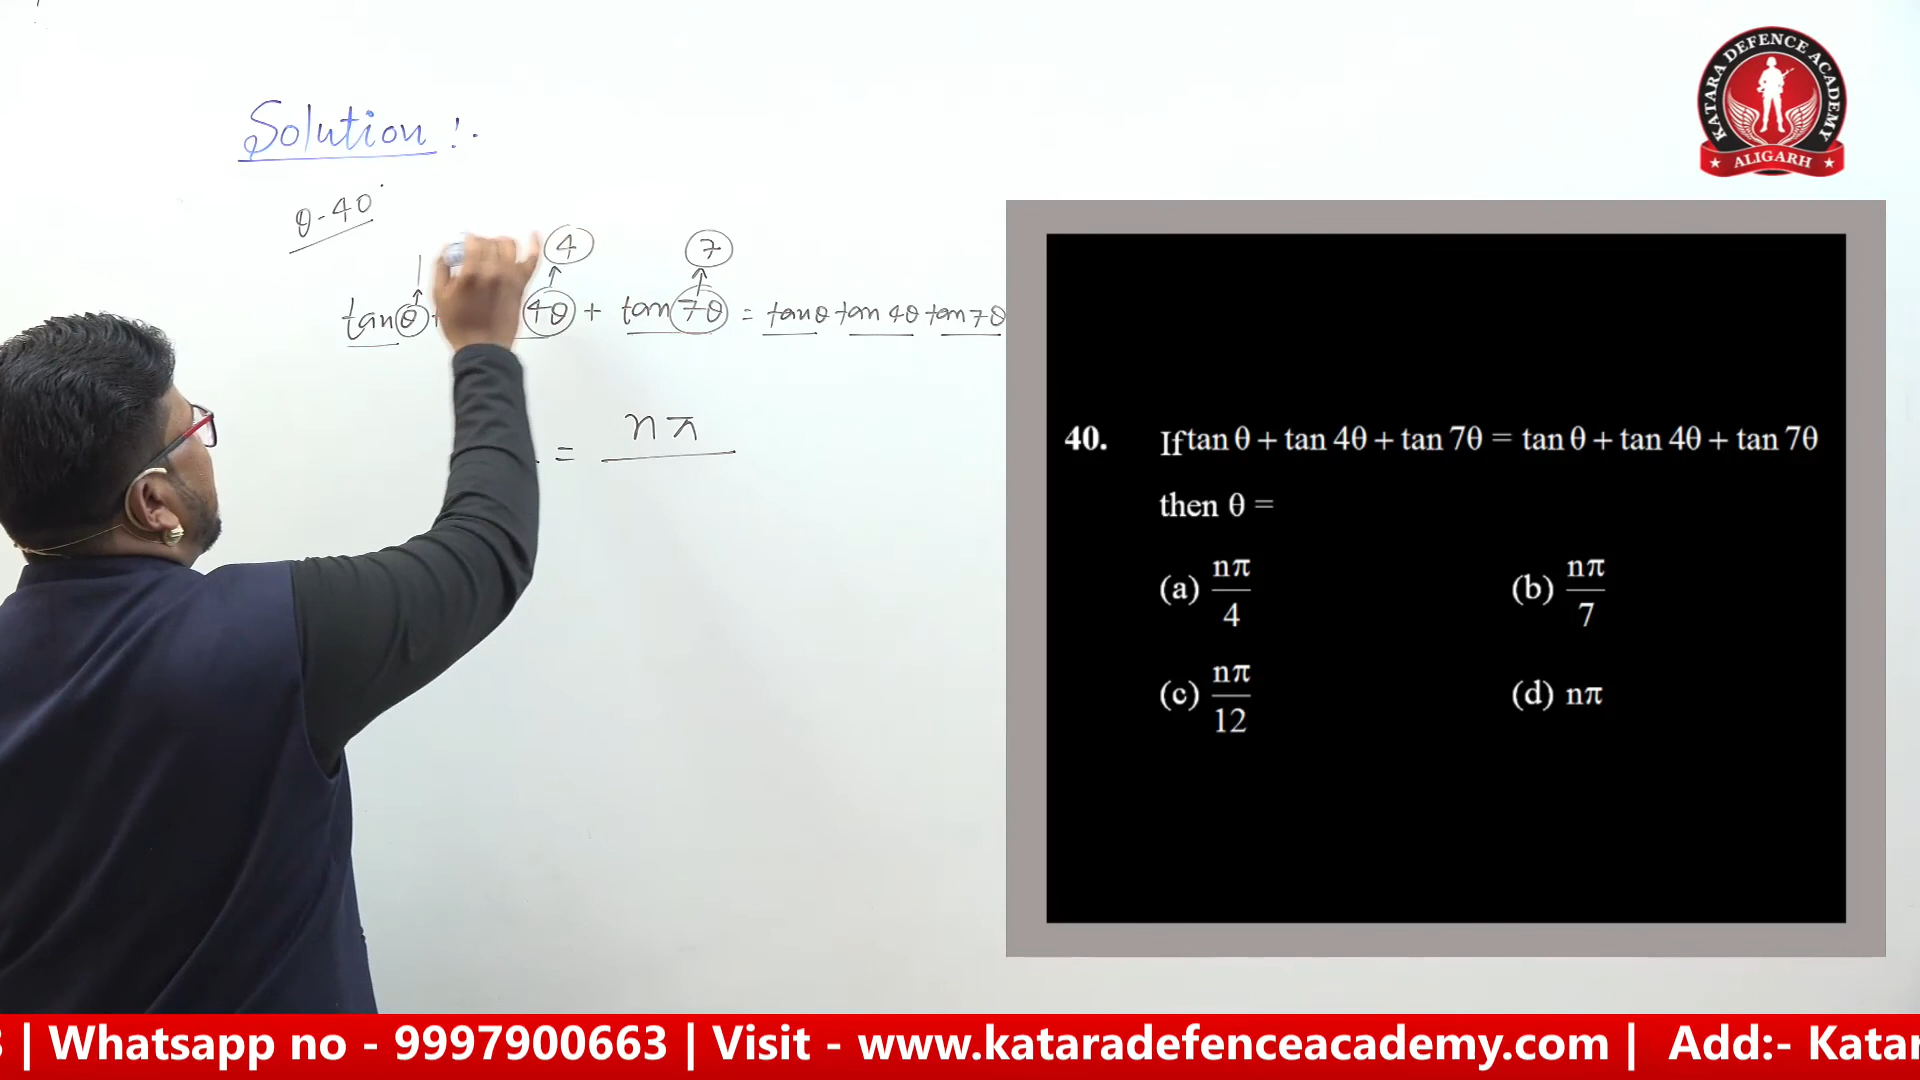 Solution :-
θ-40
4
7
1
tan θ + 4θ + tan 7θ = tanθ tan 4θ tan 7θ
= nπ
KATARA DEFENCE ACADEMY
ALIGARH
40. If tan θ + tan 4θ + tan 7θ = tan θ + tan 4θ + tan 7θ
then θ =
(a) nπ/4 (b) nπ/7
(c) nπ/12 (d) nπ
| Whatsapp no - 9997900663 | Visit - www.kataradefenceacademy.com | Add:- Katar